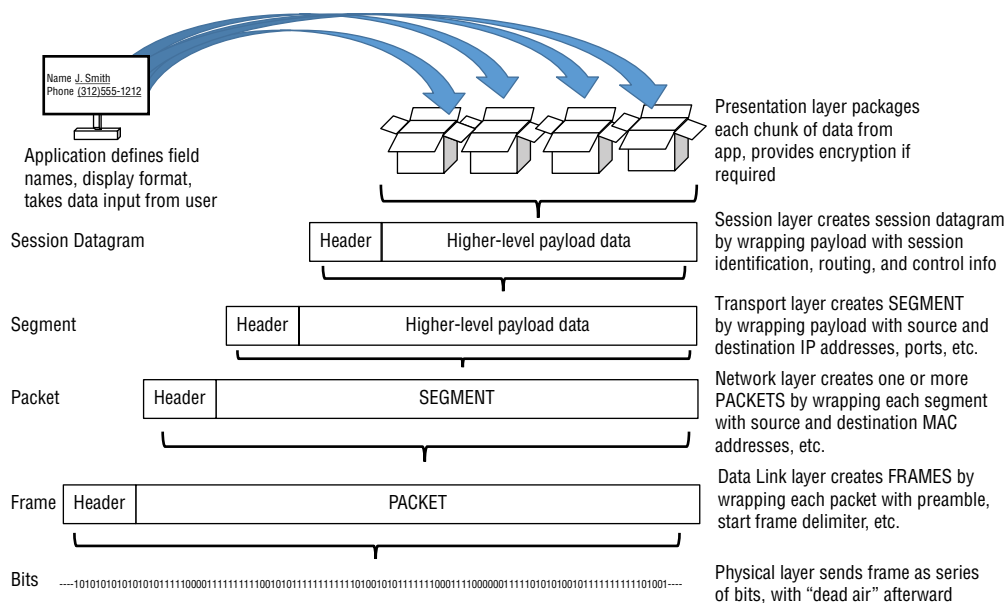 Name J. Smith
Phone (312)555-1212
Application defines field
names, display format,
takes data input from user
Presentation layer packages
each chunk of data from
app, provides encryption if
required
Session Datagram
Header
Higher-level payload data
Session layer creates session datagram
by wrapping payload with session
identification, routing, and control info
Segment
Header
Higher-level payload data
Transport layer creates SEGMENT
by wrapping payload with source and
destination IP addresses, ports, etc.
Packet
Header
SEGMENT
Network layer creates one or more
PACKETS by wrapping each segment
with source and destination MAC
addresses, etc.
Frame
Header
PACKET
Data Link layer creates FRAMES by
wrapping each packet with preamble,
start frame delimiter, etc.
Bits
Physical layer sends frame as series
of bits, with “dead air” afterward